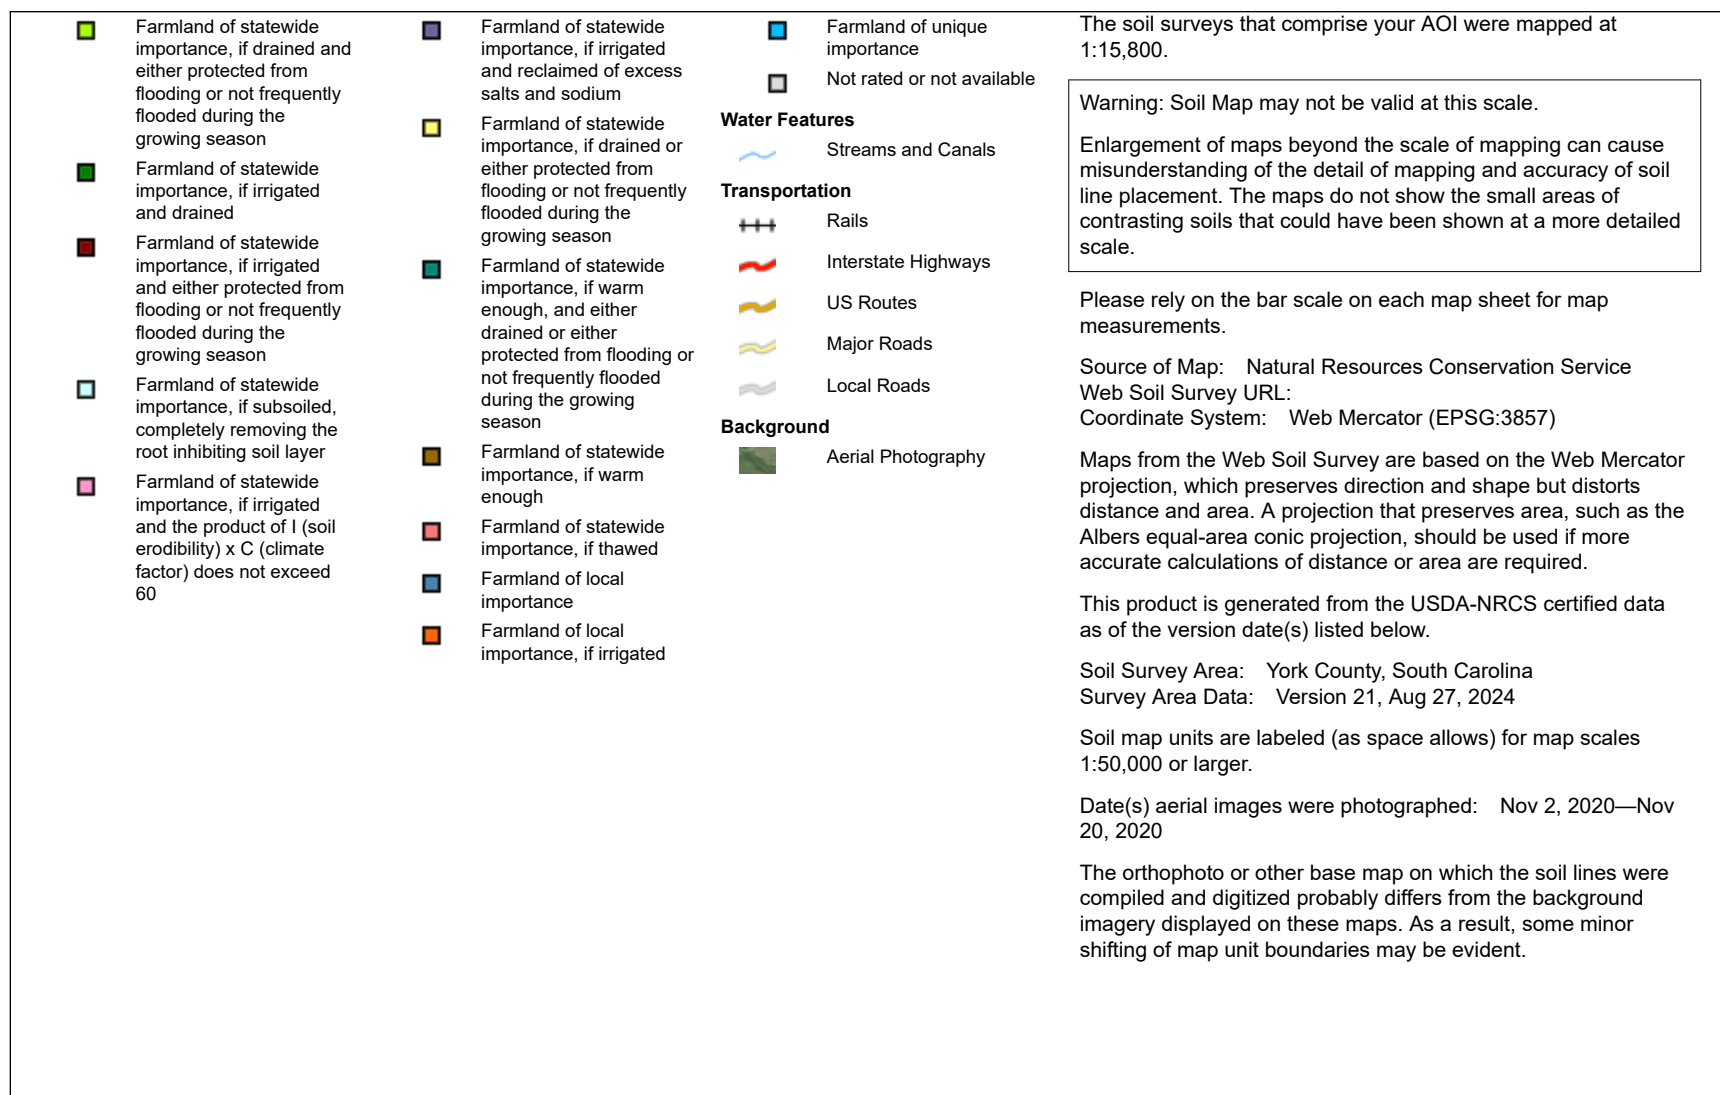 Farmland of statewide
importance, if drained and
either protected from
flooding or not frequently
flooded during the
growing season
Farmland of statewide
importance, if irrigated
and drained
Farmland of statewide
importance, if irrigated
and either protected from
flooding or not frequently
flooded during the
growing season
Farmland of statewide
importance, if subsoiled,
completely removing the
root inhibiting soil layer
Farmland of statewide
importance, if irrigated
and the product of I (soil
erodibility) x C (climate
factor) does not exceed
60
Farmland of statewide
importance, if irrigated
and reclaimed of excess
salts and sodium
Farmland of statewide
importance, if drained or
either protected from
flooding or not frequently
flooded during the
growing season
Farmland of statewide
importance, if warm
enough, and either
drained or either
protected from flooding or
not frequently flooded
during the growing
season
Farmland of statewide
importance, if warm
enough
Farmland of statewide
importance, if thawed
Farmland of local
importance
Farmland of local
importance, if irrigated
Farmland of unique
importance
Not rated or not available
Water Features
Streams and Canals
Transportation
Rails
Interstate Highways
US Routes
Major Roads
Local Roads
Background
Aerial Photography
The soil surveys that comprise your AOI were mapped at
1:15,800.
Warning: Soil Map may not be valid at this scale.
Enlargement of maps beyond the scale of mapping can cause
misunderstanding of the detail of mapping and accuracy of soil
line placement. The maps do not show the small areas of
contrasting soils that could have been shown at a more detailed
scale.
Please rely on the bar scale on each map sheet for map
measurements.
Source of Map: Natural Resources Conservation Service
Web Soil Survey URL:
Coordinate System: Web Mercator (EPSG:3857)
Maps from the Web Soil Survey are based on the Web Mercator
projection, which preserves direction and shape but distorts
distance and area. A projection that preserves area, such as the
Albers equal-area conic projection, should be used if more
accurate calculations of distance or area are required.
This product is generated from the USDA-NRCS certified data
as of the version date(s) listed below.
Soil Survey Area: York County, South Carolina
Survey Area Data: Version 21, Aug 27, 2024
Soil map units are labeled (as space allows) for map scales
1:50,000 or larger.
Date(s) aerial images were photographed: Nov 2, 2020—Nov
20, 2020
The orthophoto or other base map on which the soil lines were
compiled and digitized probably differs from the background
imagery displayed on these maps. As a result, some minor
shifting of map unit boundaries may be evident.